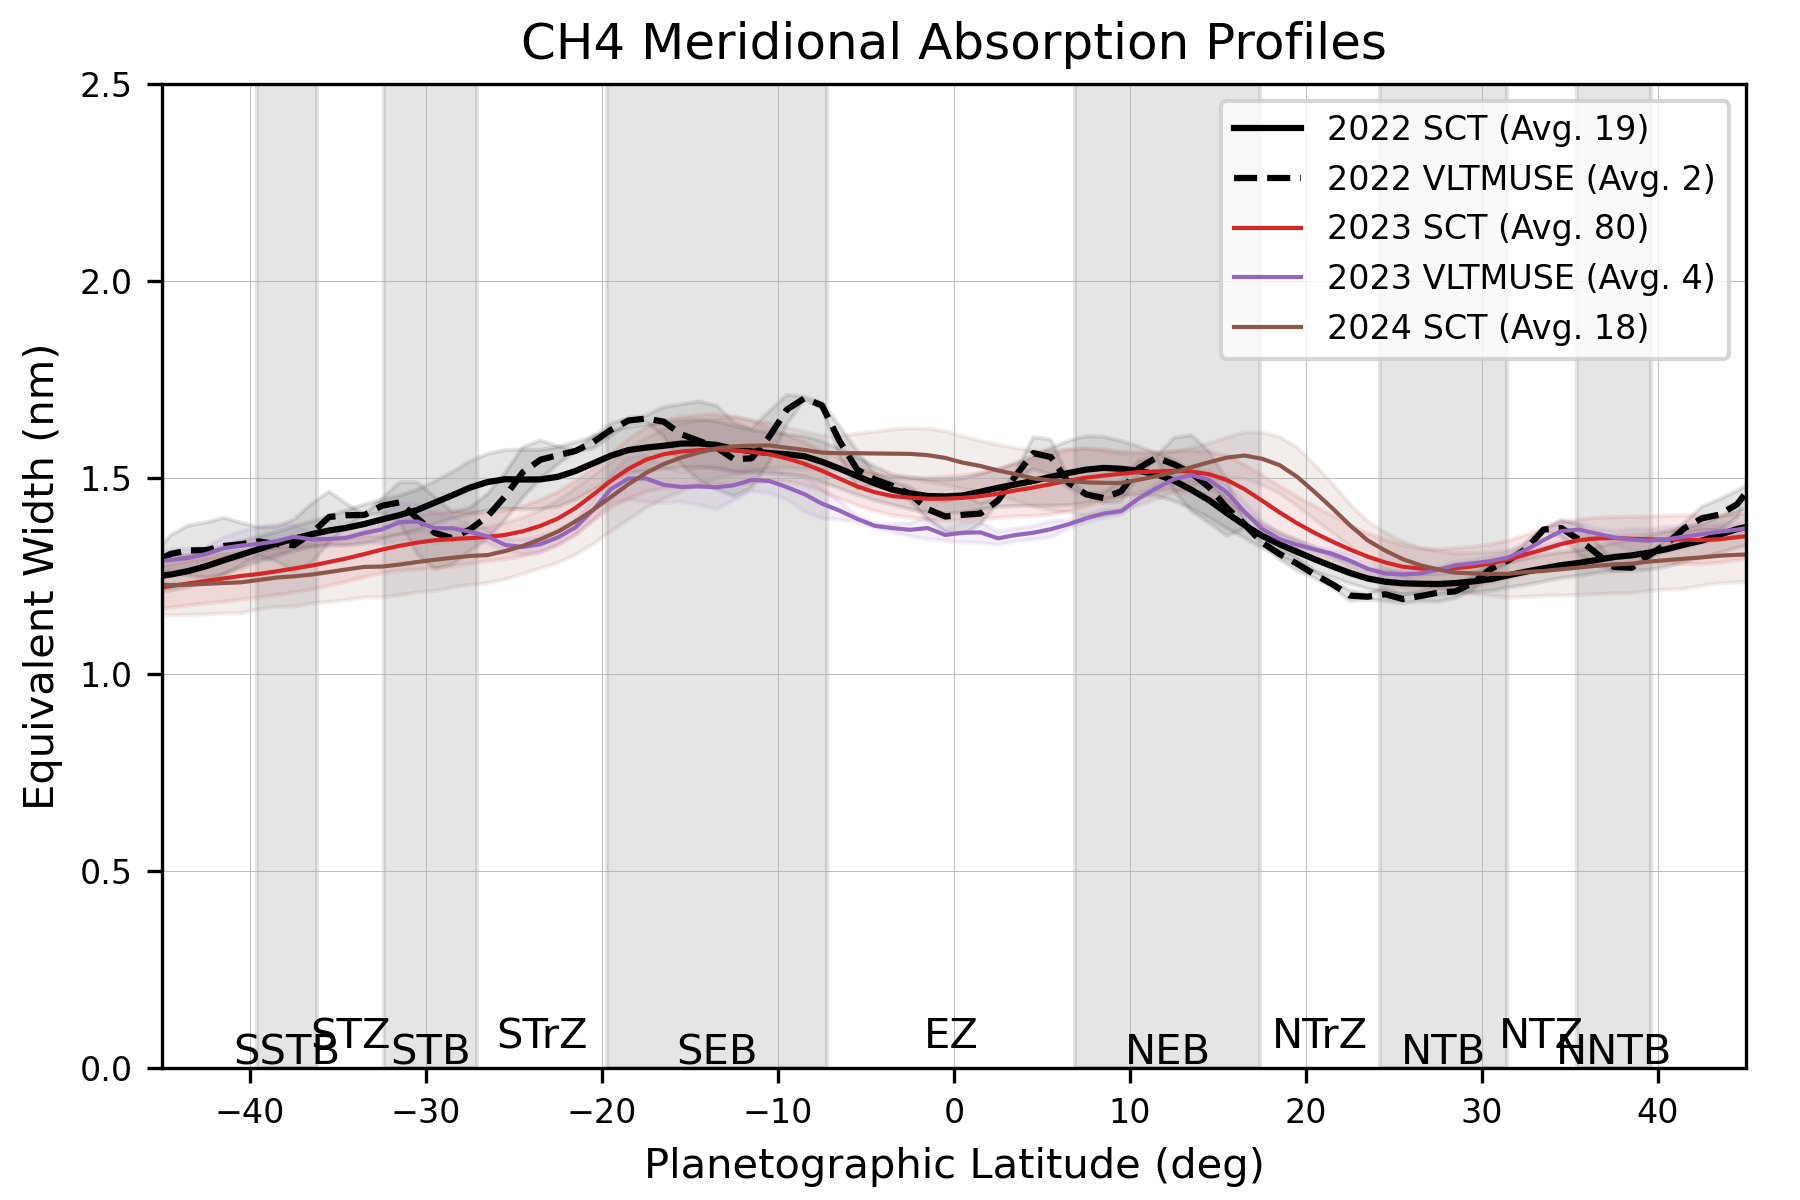 CH4 Meridional Absorption Profiles
2.5
2.0
1.5
1.0
0.5
0.0
Equivalent Width (nm)
2022 SCT (Avg. 19)
2022 VLTMUSE (Avg. 2)
2023 SCT (Avg. 80)
2023 VLTMUSE (Avg. 4)
2024 SCT (Avg. 18)
SSTB STZ STB STrZ SEB EZ NEB NTrZ NTB NTZ NNTB
−40 −30 −20 −10 0 10 20 30 40
Planetographic Latitude (deg)